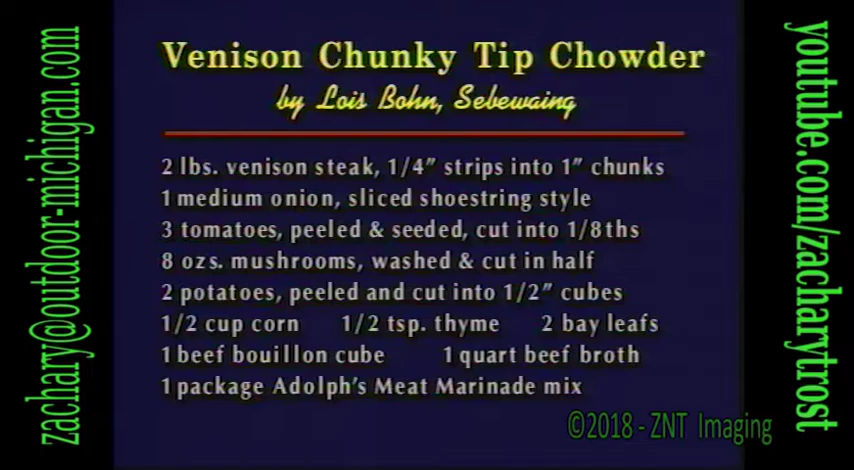 Venison Chunky Tip Chowder
by Lois Bohn, Sebewaing
2 lbs. venison steak, 1/4” strips into 1” chunks
1 medium onion, sliced shoestring style
3 tomatoes, peeled & seeded, cut into 1/8ths
8 ozs. mushrooms, washed & cut in half
2 potatoes, peeled and cut into 1/2” cubes
1/2 cup corn 1/2 tsp. thyme 2 bay leafs
1 beef bouillon cube 1 quart beef broth
1 package Adolph’s Meat Marinade mix
©2018 - ZNT Imaging
zachary@outdoor-michigan.com
youtube.com/zacharytrost